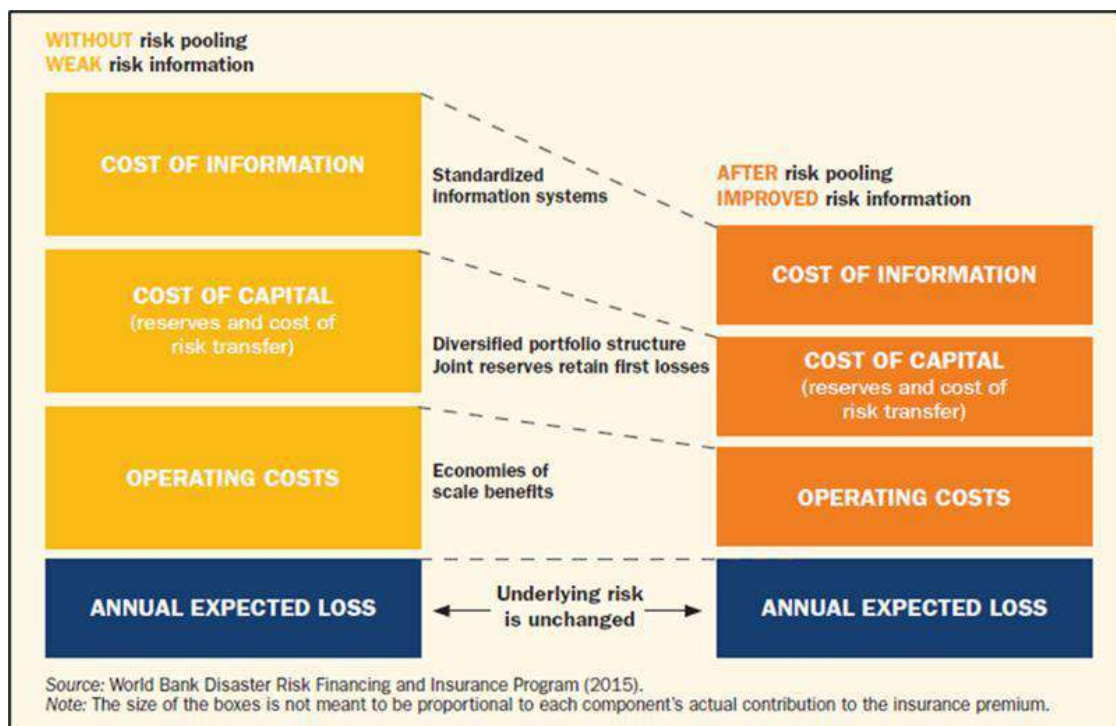 WITHOUT risk pooling
WEAK risk information
COST OF INFORMATION
Standardized
information systems
AFTER risk pooling
IMPROVED risk information
COST OF INFORMATION
COST OF CAPITAL
(reserves and cost of
risk transfer)
Diversified portfolio structure
Joint reserves retain first losses
COST OF CAPITAL
(reserves and cost of
risk transfer)
OPERATING COSTS
Economies of
scale benefits
OPERATING COSTS
ANNUAL EXPECTED LOSS
Underlying risk
is unchanged
ANNUAL EXPECTED LOSS
Source: World Bank Disaster Risk Financing and Insurance Program (2015).
Note: The size of the boxes is not meant to be proportional to each component's actual contribution to the insurance premium.